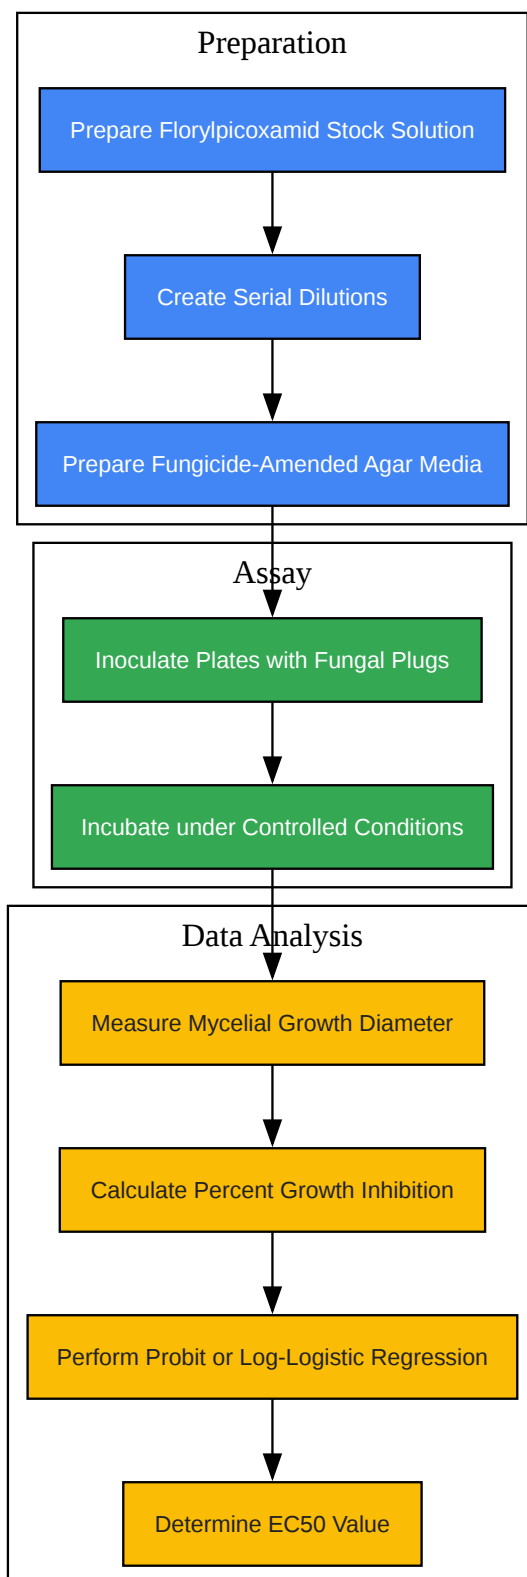 Preparation
Prepare Florylpicoxamid Stock Solution
Create Serial Dilutions
Prepare Fungicide-Amended Agar Media
Assay
Inoculate Plates with Fungal Plugs
Incubate under Controlled Conditions
Data Analysis
Measure Mycelial Growth Diameter
Calculate Percent Growth Inhibition
Perform Probit or Log-Logistic Regression
Determine EC50 Value